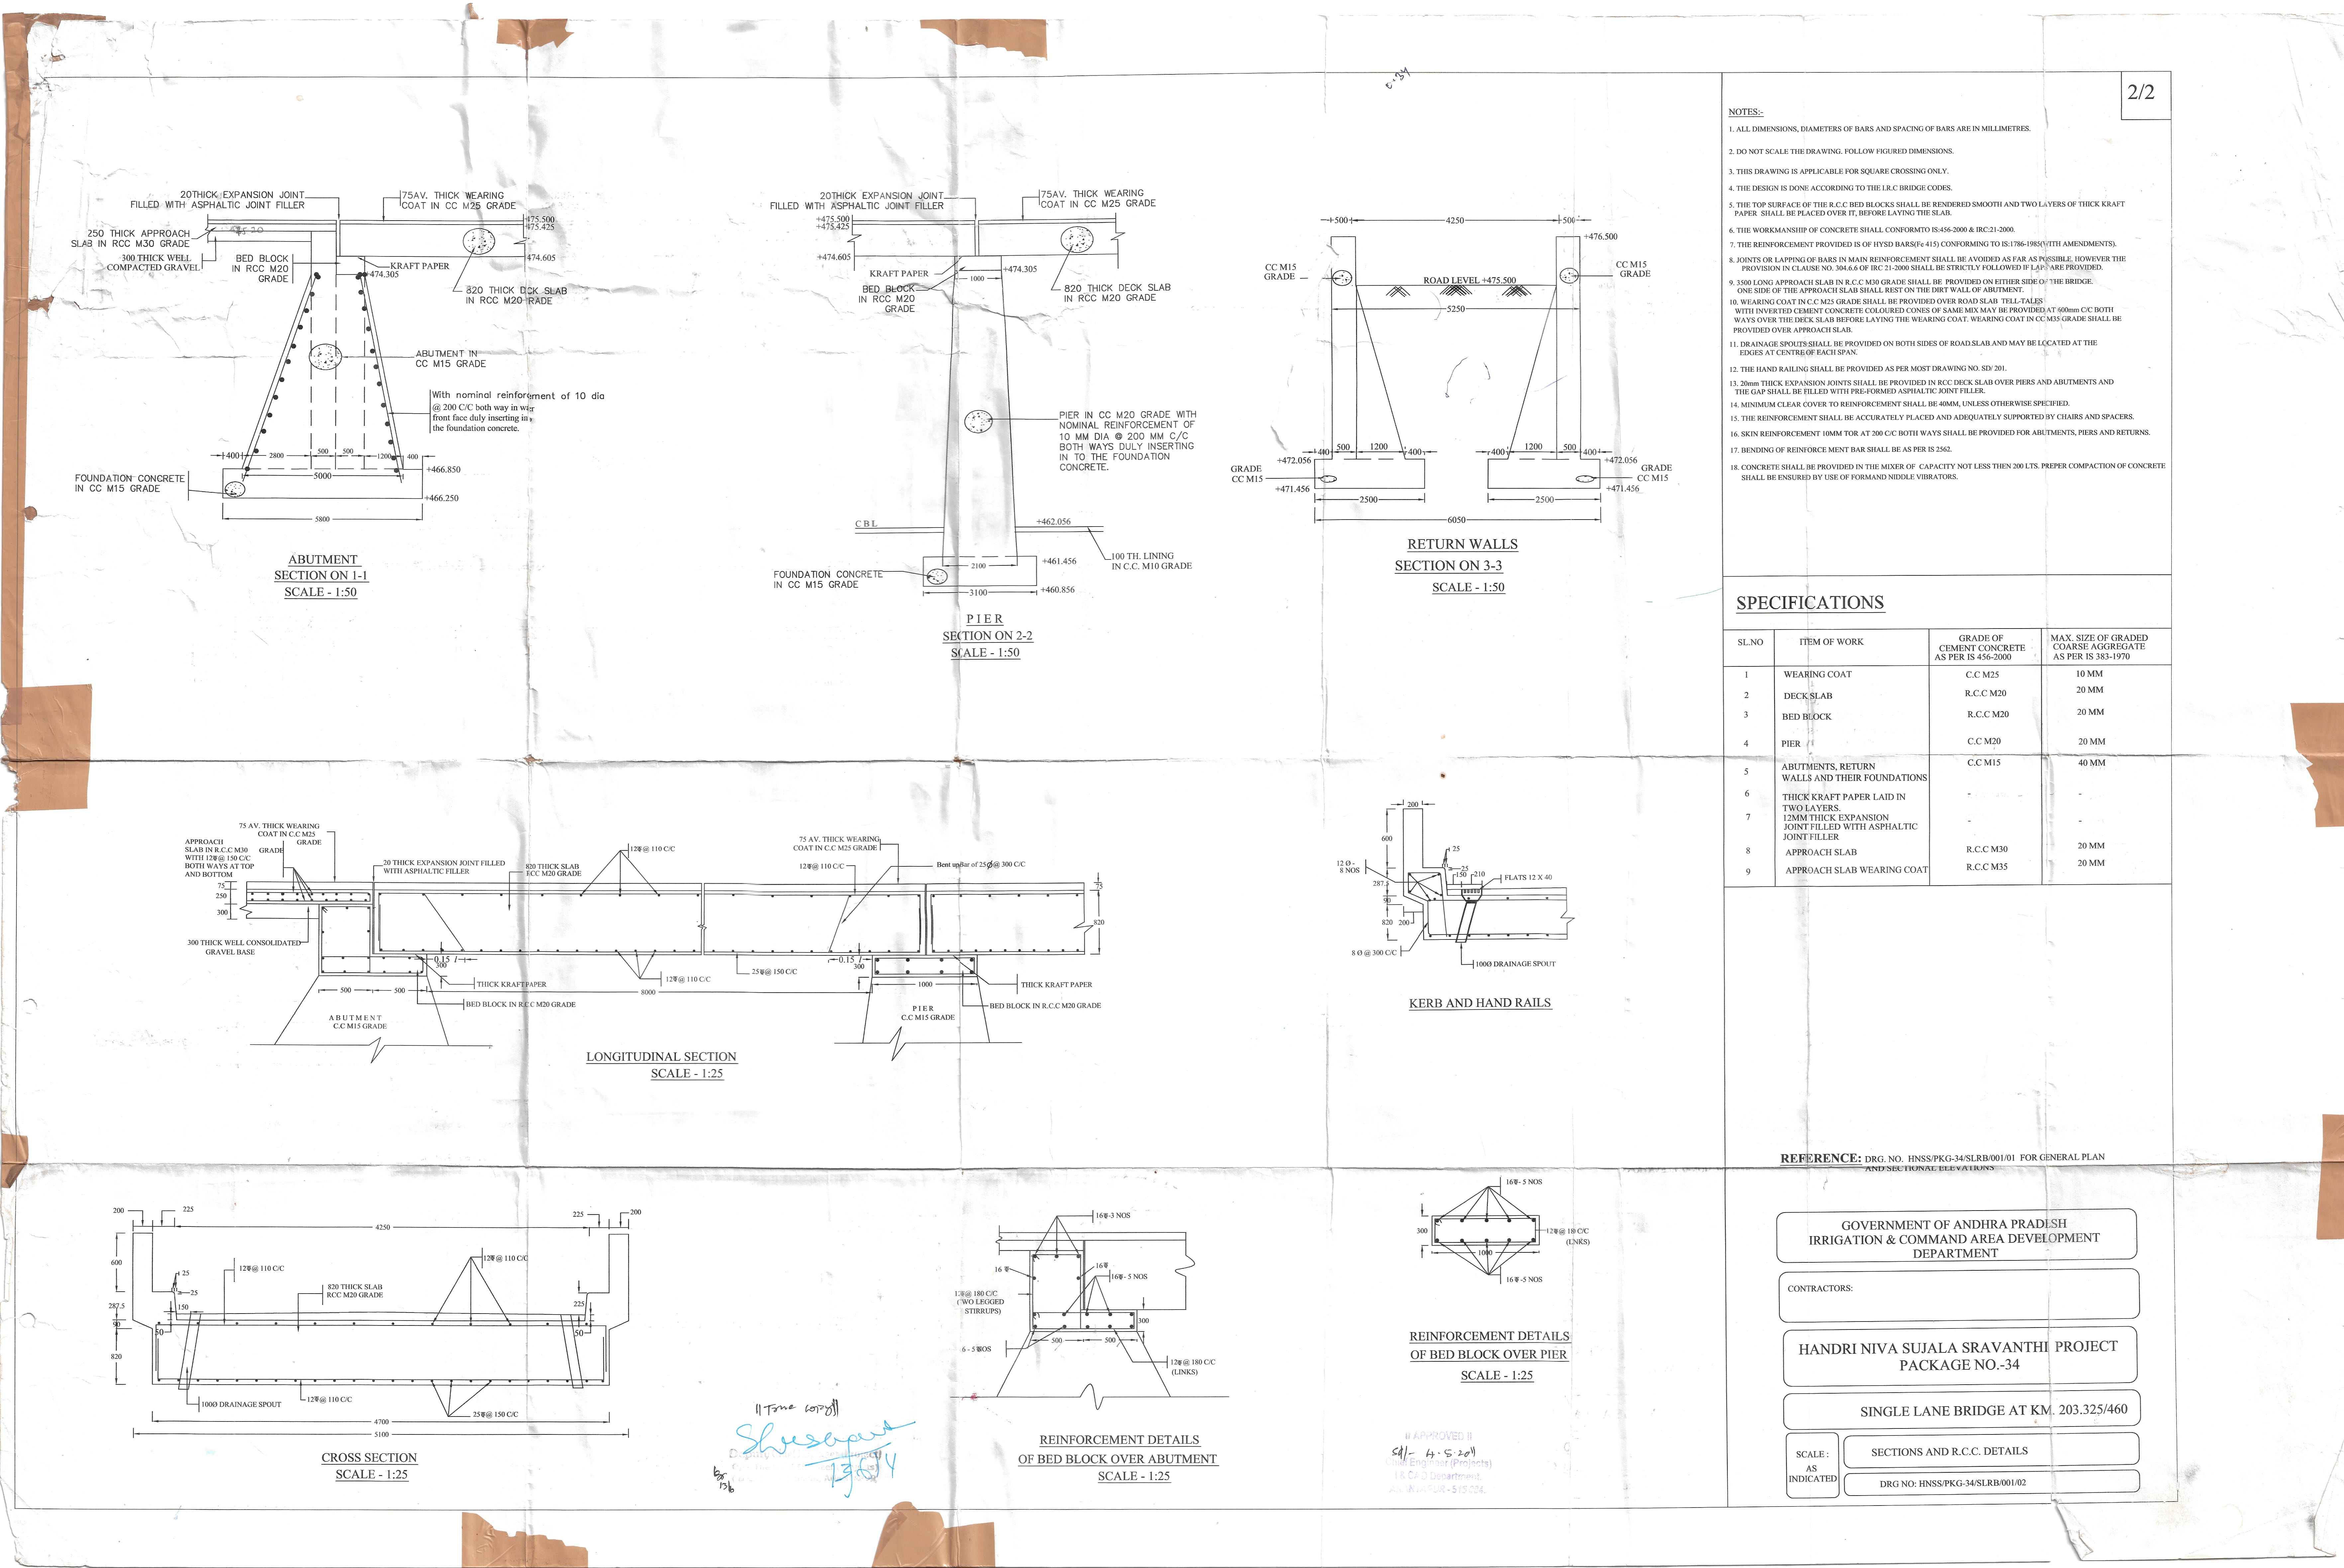 2/2
NOTES:-
1. ALL DIMENSIONS, DIAMETERS OF BARS AND SPACING OF BARS ARE IN MILLIMETRES.
2. DO NOT SCALE THE DRAWING. FOLLOW FIGURED DIMENSIONS.
3. THIS DRAWING IS APPLICABLE FOR SQUARE CROSSING ONLY.
4. THE DESIGN IS DONE ACCORDING TO THE I.R.C BRIDGE CODES.
5. THE TOP SURFACE OF THE R.C.C BED BLOCKS SHALL BE RENDERED SMOOTH AND TWO LAYERS OF THICK KRAFT
PAPER SHALL BE PLACED OVER IT, BEFORE LAYING THE SLAB.
6. THE WORKMANSHIP OF CONCRETE SHALL CONFORMTO IS:456-2000 & IRC:21-2000.
7. THE REINFORCEMENT PROVIDED IS OF HYSD BARS(Fe 415) CONFORMING TO IS:1786-1985(WITH AMENDMENTS).
8. JOINTS OR LAPPING OF BARS IN MAIN REINFORCEMENT SHALL BE AVOIDED AS FAR AS POSSIBLE, HOWEVER THE
PROVISION IN CLAUSE NO. 304.6.6 OF IRC 21-2000 SHALL BE STRICTLY FOLLOWED IF LAPS ARE PROVIDED.
9. 3500 LONG APPROACH SLAB IN R.C.C M30 GRADE SHALL BE PROVIDED ON EITHER SIDE OF THE BRIDGE.
ONE SIDE OF THE APPROACH SLAB SHALL REST ON THE DIRT WALL OF ABUTMENT.
10. WEARING COAT IN C.C M25 GRADE SHALL BE PROVIDED OVER ROAD SLAB TELL-TALES
WITH INVERTED CEMENT CONCRETE COLOURED CONES OF SAME MIX MAY BE PROVIDED AT 600mm C/C BOTH
WAYS OVER THE DECK SLAB BEFORE LAYING THE WEARING COAT. WEARING COAT IN CC M35 GRADE SHALL BE
PROVIDED OVER APPROACH SLAB.
11. DRAINAGE SPOUTS SHALL BE PROVIDED ON BOTH SIDES OF ROAD SLAB AND MAY BE LOCATED AT THE
EDGES AT CENTRE OF EACH SPAN.
12. THE HAND RAILING SHALL BE PROVIDED AS PER MOST DRAWING NO. SD/ 201.
13. 20mm THICK EXPANSION JOINTS SHALL BE PROVIDED IN RCC DECK SLAB OVER PIERS AND ABUTMENTS AND
THE GAP SHALL BE FILLED WITH PRE-FORMED ASPHALTIC JOINT FILLER.
14. MINIMUM CLEAR COVER TO REINFORCEMENT SHALL BE 40MM, UNLESS OTHERWISE SPECIFIED.
15. THE REINFORCEMENT SHALL BE ACCURATELY PLACED AND ADEQUATELY SUPPORTED BY CHAIRS AND SPACERS.
16. SKIN REINFORCEMENT 10MM TOR AT 200 C/C BOTH WAYS SHALL BE PROVIDED FOR ABUTMENTS, PIERS AND RETURNS.
17. BENDING OF REINFORCE MENT BAR SHALL BE AS PER IS 2562.
18. CONCRETE SHALL BE PROVIDED IN THE MIXER OF CAPACITY NOT LESS THEN 200 LTS. PREPER COMPACTION OF CONCRETE
SHALL BE ENSURED BY USE OF FORMAND NIDDLE VIBRATORS.
20THICK EXPANSION JOINT
FILLED WITH ASPHALTIC JOINT FILLER
75AV. THICK WEARING
COAT IN CC M25 GRADE
+475.500
+475.425
250 THICK APPROACH
SLAB IN RCC M30 GRADE
300 THICK WELL
COMPACTED GRAVEL
BED BLOCK
IN RCC M20
GRADE
KRAFT PAPER
+474.305
474.605
820 THICK DECK SLAB
IN RCC M20 GRADE
ABUTMENT IN
CC M15 GRADE
With nominal reinforcement of 10 dia
@ 200 C/C both way in
front face duly inserting in
the foundation concrete.
400 2800 500 500 1200 400
5000
+466.850
FOUNDATION CONCRETE
IN CC M15 GRADE
+466.250
5800
ABUTMENT
SECTION ON 1-1
SCALE - 1:50
20THICK EXPANSION JOINT
FILLED WITH ASPHALTIC JOINT FILLER
75AV. THICK WEARING
COAT IN CC M25 GRADE
+475.500
+475.425
+474.605
+474.305
1000
KRAFT PAPER
BED BLOCK
IN RCC M20
GRADE
820 THICK DECK SLAB
IN RCC M20 GRADE
PIER IN CC M20 GRADE WITH
NOMINAL REINFORCEMENT OF
10 MM DIA @ 200 MM C/C
BOTH WAYS DULY INSERTING
IN TO THE FOUNDATION
CONCRETE.
C B L
+462.056
100 TH. LINING
IN C.C. M10 GRADE
+461.456
2100
FOUNDATION CONCRETE
IN CC M15 GRADE
3100
+460.856
P I E R
SECTION ON 2-2
SCALE - 1:50
500 4250 500
+476.500
CC M15
GRADE
CC M15
GRADE
ROAD LEVEL +475.500
5250
400 500 1200 400
400 1200 500 400
+472.056
+472.056
GRADE
CC M15
GRADE
CC M15
+471.456
+471.456
2500
2500
6050
RETURN WALLS
SECTION ON 3-3
SCALE - 1:50
SPECIFICATIONS
SL.NO ITEM OF WORK GRADE OF CEMENT CONCRETE AS PER IS 456-2000 MAX. SIZE OF GRADED COARSE AGGREGATE AS PER IS 383-1970
1 WEARING COAT C.C M25 10 MM
2 DECK SLAB R.C.C M20 20 MM
3 BED BLOCK R.C.C M20 20 MM
4 PIER C.C M20 20 MM
5 ABUTMENTS, RETURN WALLS AND THEIR FOUNDATIONS C.C M15 40 MM
6 THICK KRAFT PAPER LAID IN TWO LAYERS. - -
7 12MM THICK EXPANSION JOINT FILLED WITH ASPHALTIC JOINT FILLER - -
8 APPROACH SLAB R.C.C M30 20 MM
9 APPROACH SLAB WEARING COAT R.C.C M35 20 MM
75 AV. THICK WEARING
COAT IN C.C M25
GRADE
APPROACH
SLAB IN R.C.C M30 GRADE
WITH 12Ψ@ 150 C/C
BOTH WAYS AT TOP
AND BOTTOM
75
250
300
20 THICK EXPANSION JOINT FILLED
WITH ASPHALTIC FILLER
820 THICK SLAB
RCC M20 GRADE
12Ψ@ 110 C/C
75 AV. THICK WEARING
COAT IN C.C M25 GRADE
12Ψ@ 110 C/C
Bent up Bar of 25Ø@ 300 C/C
75
820
300 THICK WELL CONSOLIDATED
GRAVEL BASE
0.15 l
300
0.15 l
300
500 500
THICK KRAFT PAPER
8000
12Ψ@ 110 C/C
25Ψ@ 150 C/C
1000
THICK KRAFT PAPER
BED BLOCK IN R.C.C M20 GRADE
BED BLOCK IN R.C.C M20 GRADE
A B U T M E N T
C.C M15 GRADE
P I E R
C.C M15 GRADE
LONGITUDINAL SECTION
SCALE - 1:25
200
600
25
25
12 Ø -
8 NOS
287.5
90
150 210
FLATS 12 X 40
820 200
8 Ø @ 300 C/C
100Ø DRAINAGE SPOUT
KERB AND HAND RAILS
REFERENCE: DRG. NO. HNSS/PKG-34/SLRB/001/01 FOR GENERAL PLAN
AND SECTIONAL ELEVATIONS
200 225 4250 225 200
600
25
25
12Ψ@ 110 C/C
820 THICK SLAB
RCC M20 GRADE
12Ψ@ 110 C/C
287.5
150
225
90
50
50
820
100Ø DRAINAGE SPOUT
12Ψ@ 110 C/C
25Ψ@ 150 C/C
4700
5100
CROSS SECTION
SCALE - 1:25
16Ψ-3 NOS
16 Ψ
16Ψ
16Ψ- 5 NOS
@ 180 C/C
(TWO LEGGED
STIRRUPS)
300
500 500
12Ψ@ 180 C/C
(LINKS)
REINFORCEMENT DETAILS
OF BED BLOCK OVER ABUTMENT
SCALE - 1:25
16Ψ- 5 NOS
300
12Ψ@ 180 C/C
(LINKS)
1000
16Ψ-5 NOS
REINFORCEMENT DETAILS
OF BED BLOCK OVER PIER
SCALE - 1:25
// True copy //
// APPROVED //
Sd/- 4.5.2011
Chief Engineer (Projects)
I & CAD Department,
GOVERNMENT OF ANDHRA PRADESH
IRRIGATION & COMMAND AREA DEVELOPMENT
DEPARTMENT
CONTRACTORS:
HANDRI NIVA SUJALA SRAVANTHI PROJECT
PACKAGE NO.-34
SINGLE LANE BRIDGE AT KM. 203.325/460
SCALE :
AS
INDICATED
SECTIONS AND R.C.C. DETAILS
DRG NO: HNSS/PKG-34/SLRB/001/02